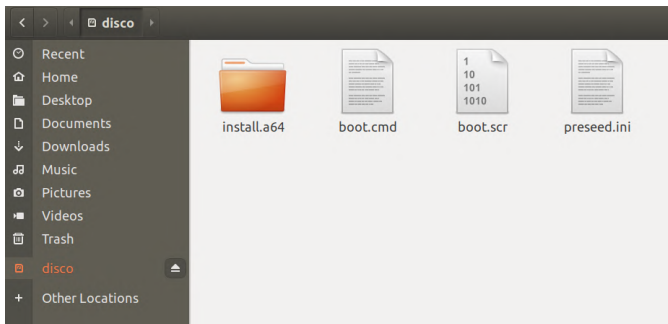 disco
Recent
Home
Desktop
Documents
Downloads
Music
Pictures
Videos
Trash
disco
Other Locations
1
10
101
1010
install.a64
boot.cmd
boot.scr
preseed.ini